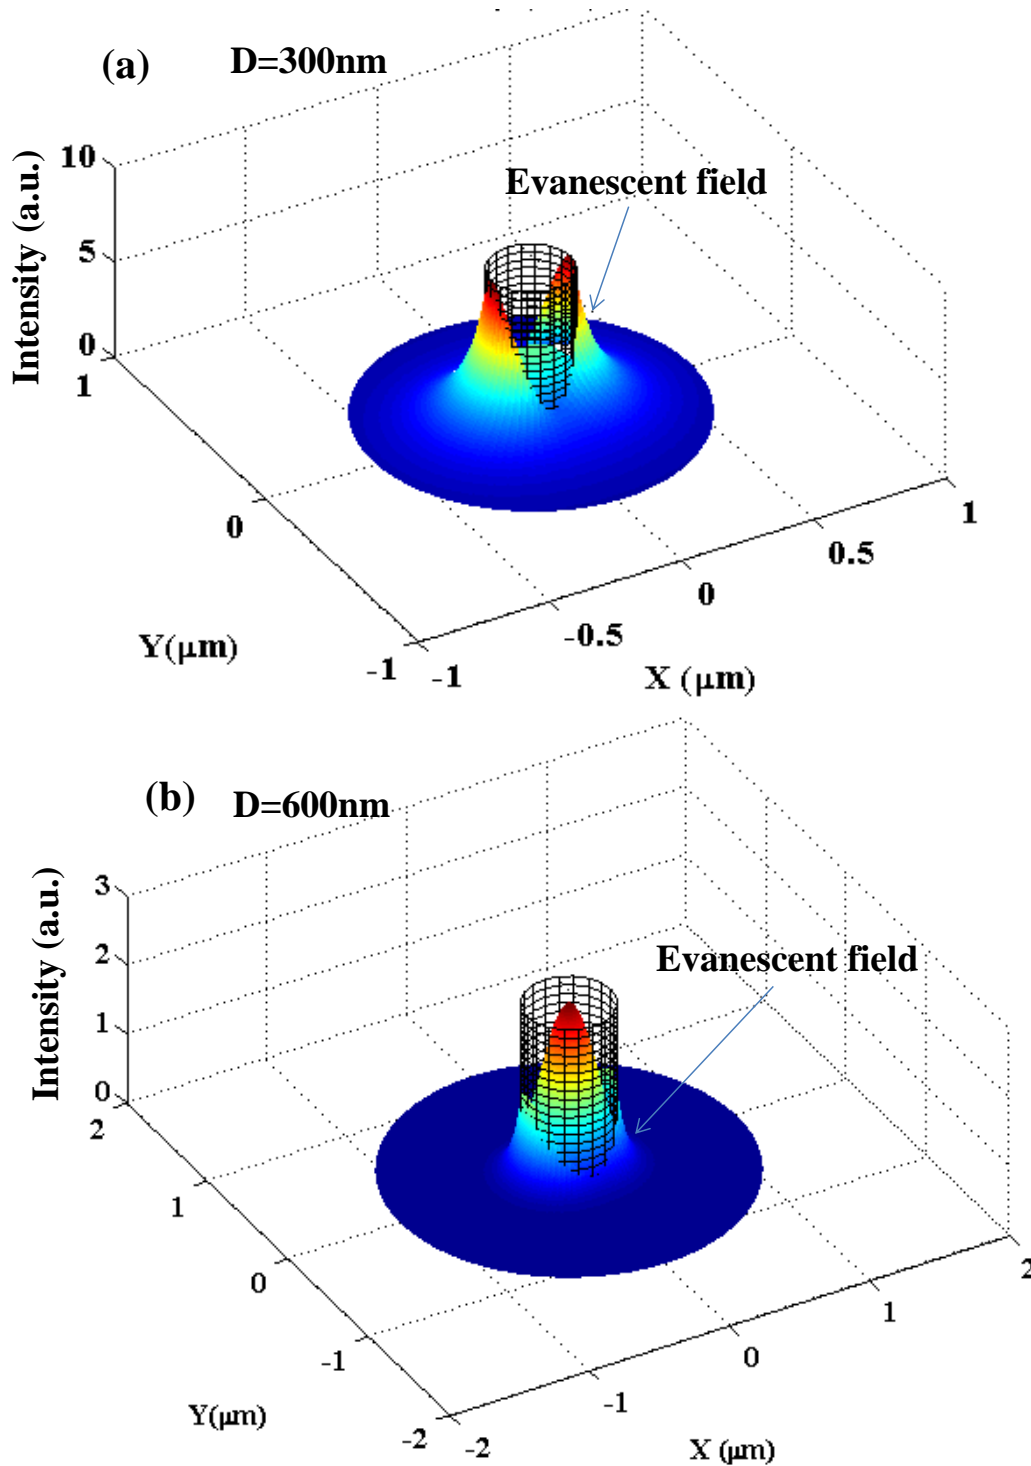 (a) D=300nm
Evanescent field
Intensity (a.u.)
10
5
0
1
0
-1
Y(μm)
-1
-0.5
0
0.5
1
X (μm)
(b) D=600nm
Evanescent field
Intensity (a.u.)
3
2
1
0
2
1
0
-1
-2
Y(μm)
-2
-1
0
1
2
X (μm)